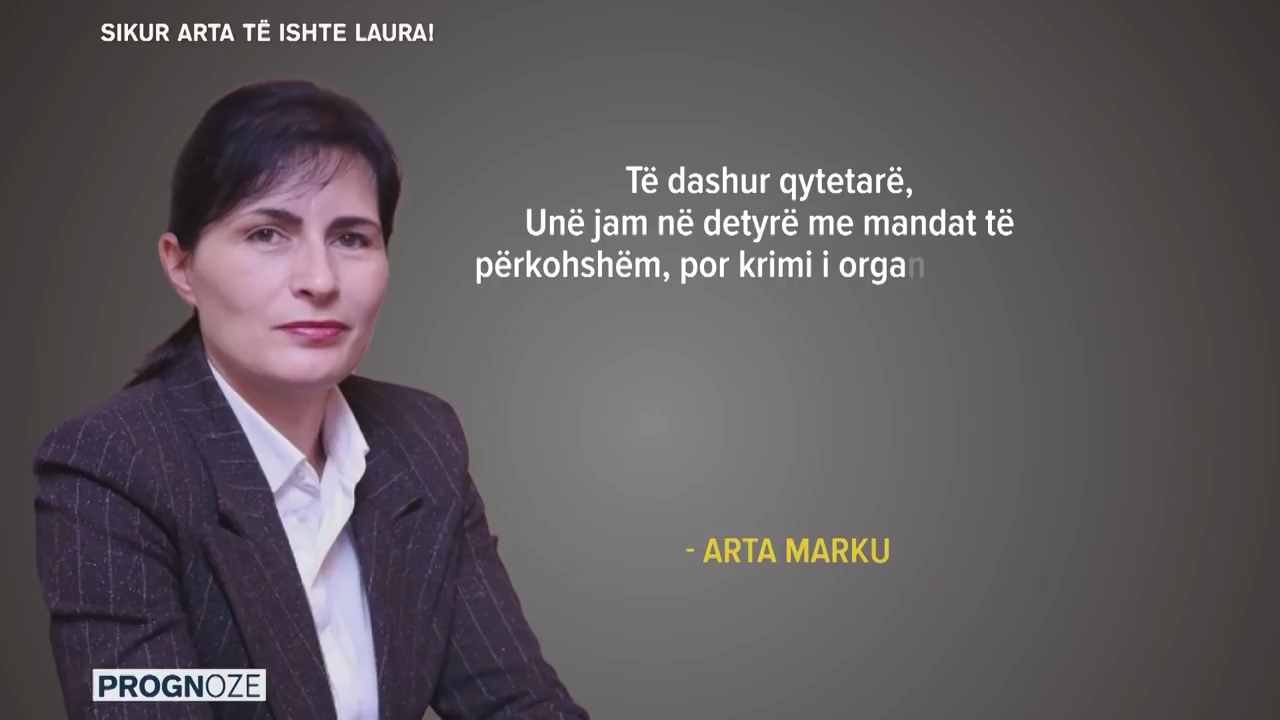 SIKUR ARTA TË ISHTE LAURA!
Të dashur qytetarë,
Unë jam në detyrë me mandat të
përkohshëm, por krimi i organ
- ARTA MARKU
PROGNOZE